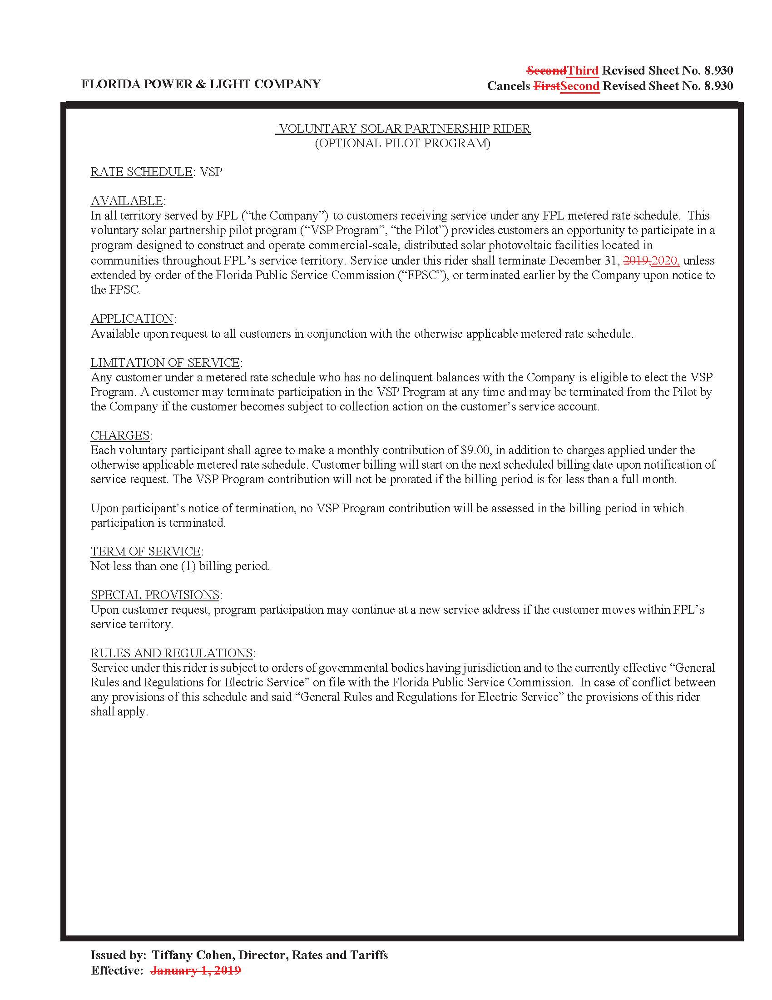 SecondThird Revised Sheet No. 8.930
FLORIDA POWER & LIGHT COMPANY
Cancels FirstSecond Revised Sheet No. 8.930
VOLUNTARY SOLAR PARTNERSHIP RIDER
(OPTIONAL PILOT PROGRAM)
RATE SCHEDULE: VSP
AVAILABLE:
In all territory served by FPL (“the Company”) to customers receiving service under any FPL metered rate schedule. This
voluntary solar partnership pilot program (“VSP Program”, “the Pilot”) provides customers an opportunity to participate in a
program designed to construct and operate commercial-scale, distributed solar photovoltaic facilities located in
communities throughout FPL’s service territory. Service under this rider shall terminate December 31, 2019,2020, unless
extended by order of the Florida Public Service Commission (“FPSC”), or terminated earlier by the Company upon notice to
the FPSC.
APPLICATION:
Available upon request to all customers in conjunction with the otherwise applicable metered rate schedule.
LIMITATION OF SERVICE:
Any customer under a metered rate schedule who has no delinquent balances with the Company is eligible to elect the VSP
Program. A customer may terminate participation in the VSP Program at any time and may be terminated from the Pilot by
the Company if the customer becomes subject to collection action on the customer’s service account.
CHARGES:
Each voluntary participant shall agree to make a monthly contribution of $9.00, in addition to charges applied under the
otherwise applicable metered rate schedule. Customer billing will start on the next scheduled billing date upon notification of
service request. The VSP Program contribution will not be prorated if the billing period is for less than a full month.
Upon participant’s notice of termination, no VSP Program contribution will be assessed in the billing period in which
participation is terminated.
TERM OF SERVICE:
Not less than one (1) billing period.
SPECIAL PROVISIONS:
Upon customer request, program participation may continue at a new service address if the customer moves within FPL’s
service territory.
RULES AND REGULATIONS:
Service under this rider is subject to orders of governmental bodies having jurisdiction and to the currently effective “General
Rules and Regulations for Electric Service” on file with the Florida Public Service Commission. In case of conflict between
any provisions of this schedule and said “General Rules and Regulations for Electric Service” the provisions of this rider
shall apply.
Issued by: Tiffany Cohen, Director, Rates and Tariffs
Effective: January 1, 2019